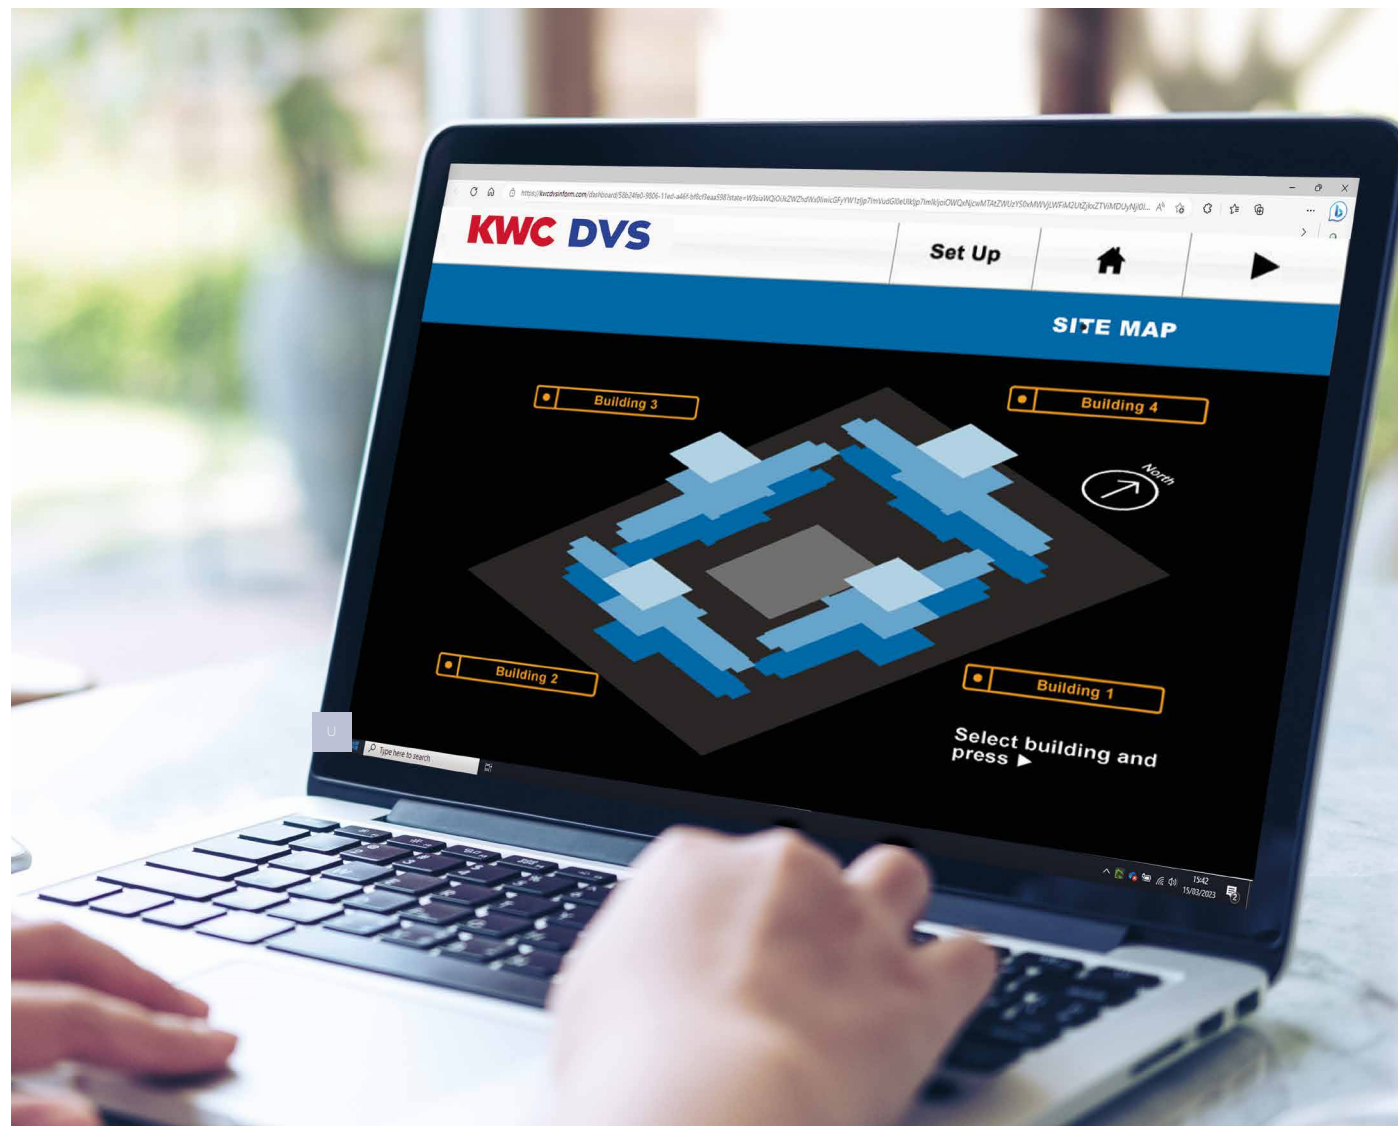 KWC DVS
Set Up
SITE MAP
Building 3
Building 4
North
Building 2
Building 1
Select building and
press ▶
U
Type here to search
15:42
15/03/2023
2